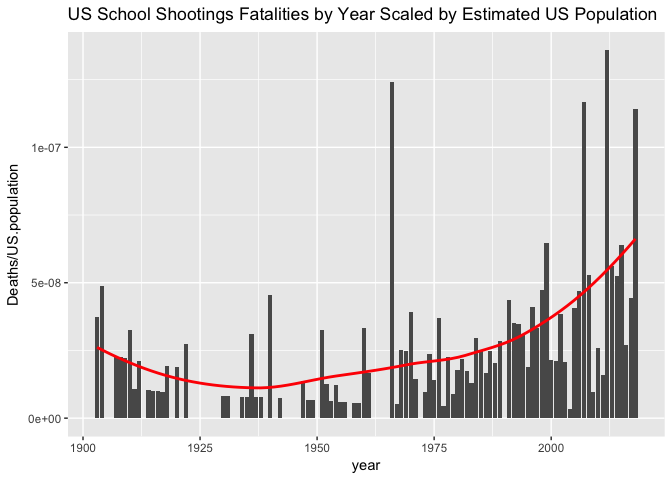 US School Shootings Fatalities by Year Scaled by Estimated US Population
Deaths/US.population
1e-07
5e-08
0e+00
1900 1925 1950 1975 2000
year